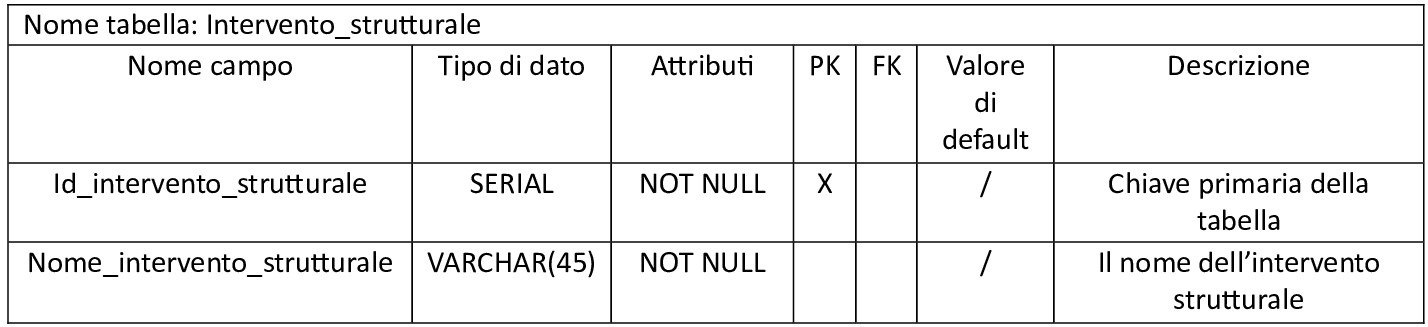 Nome tabella: Intervento_strutturale
Nome campo Tipo di dato Attributi PK FK Valore di default Descrizione
Id_intervento_strutturale SERIAL NOT NULL X / Chiave primaria della tabella
Nome_intervento_strutturale VARCHAR(45) NOT NULL / Il nome dell’intervento strutturale